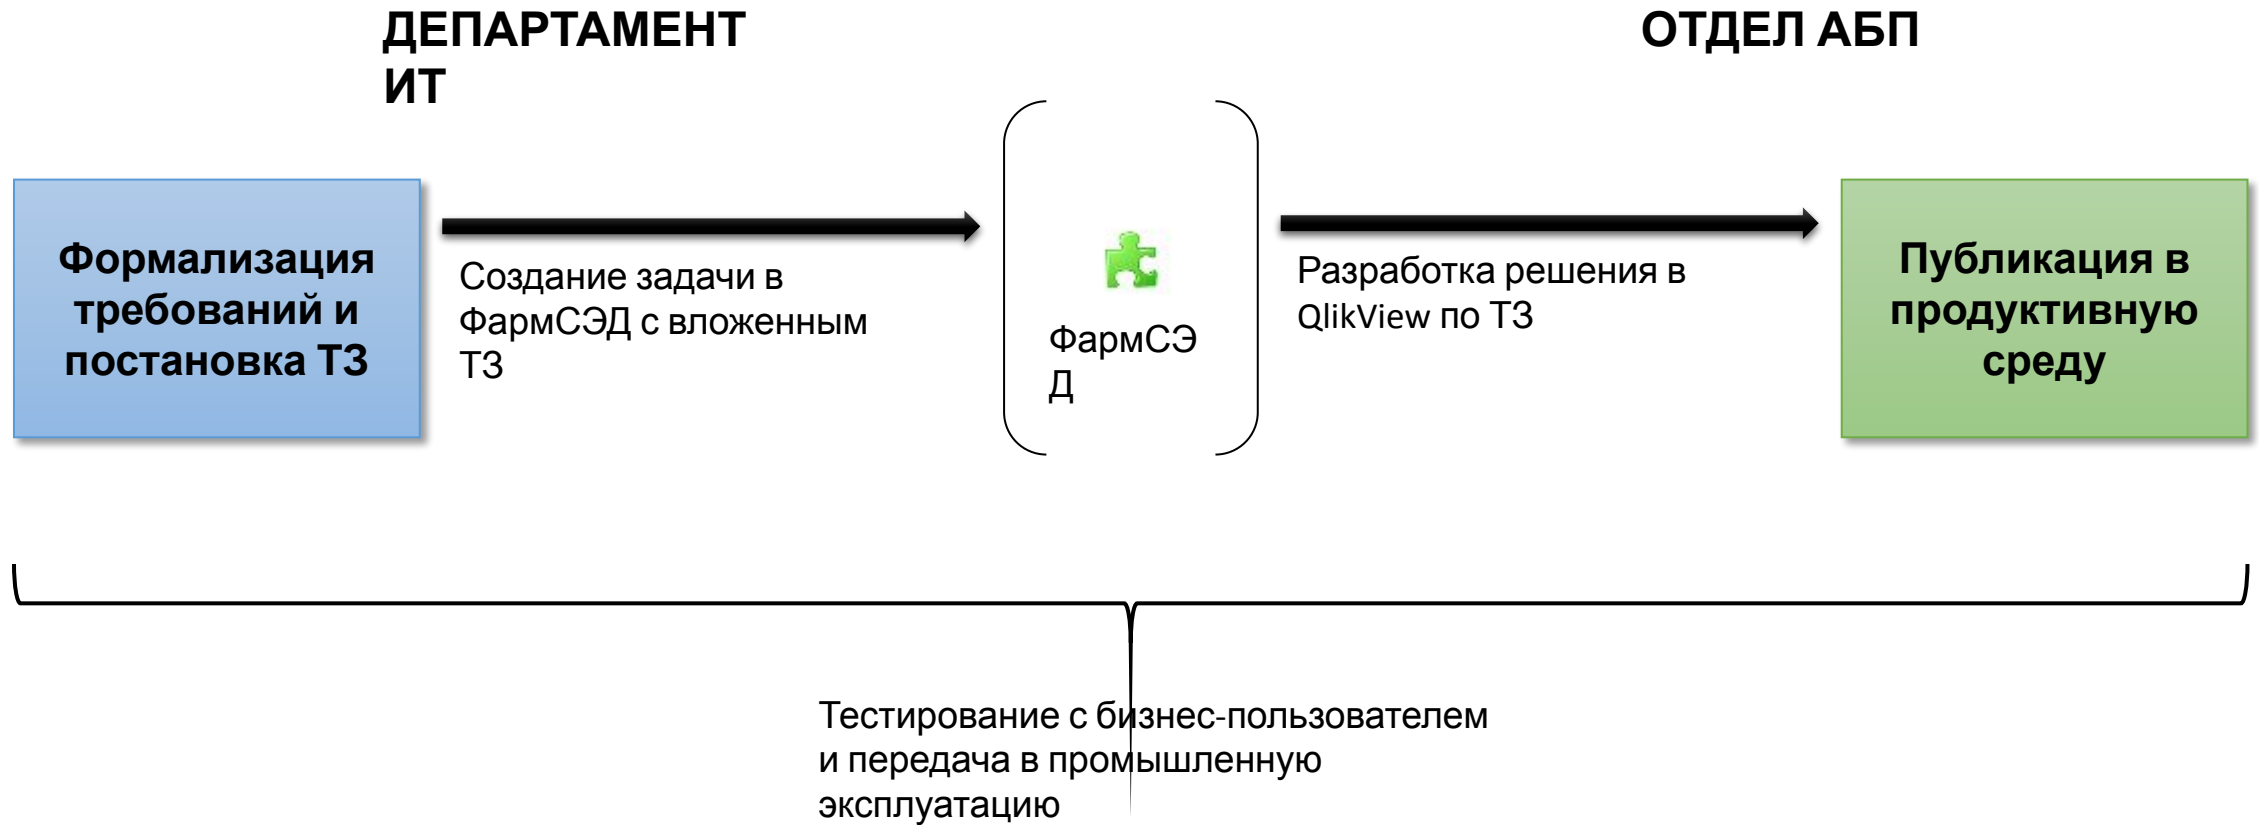 ДЕПАРТАМЕНТ
ИТ
ОТДЕЛ АБП
Формализация
требований и
постановка ТЗ
Создание задачи в
ФармСЭД с вложенным
ТЗ
ФармСЭ
Д
Разработка решения в
QlikView по ТЗ
Публикация в
продуктивную
среду
Тестирование с бизнес-пользователем
и передача в промышленную
эксплуатацию